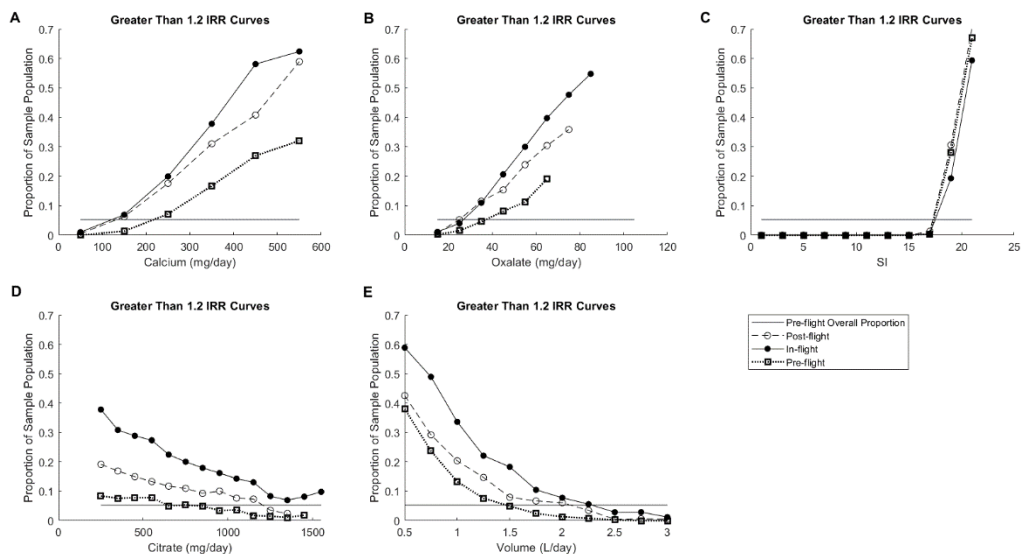 A
Greater Than 1.2 IRR Curves
Proportion of Sample Population
0.7
0.6
0.5
0.4
0.3
0.2
0.1
0
0 100 200 300 400 500 600
Calcium (mg/day)
B
Greater Than 1.2 IRR Curves
Proportion of Sample Population
0.7
0.6
0.5
0.4
0.3
0.2
0.1
0
0 20 40 60 80 100 120
Oxalate (mg/day)
C
Greater Than 1.2 IRR Curves
Proportion of Sample Population
0.7
0.6
0.5
0.4
0.3
0.2
0.1
0
0 5 10 15 20 25
SI
D
Greater Than 1.2 IRR Curves
Proportion of Sample Population
0.7
0.6
0.5
0.4
0.3
0.2
0.1
0
500 1000 1500
Citrate (mg/day)
E
Greater Than 1.2 IRR Curves
Proportion of Sample Population
0.7
0.6
0.5
0.4
0.3
0.2
0.1
0
0.5 1 1.5 2 2.5 3
Volume (L/day)
Pre-flight Overall Proportion
Post-flight
In-flight
Pre-flight